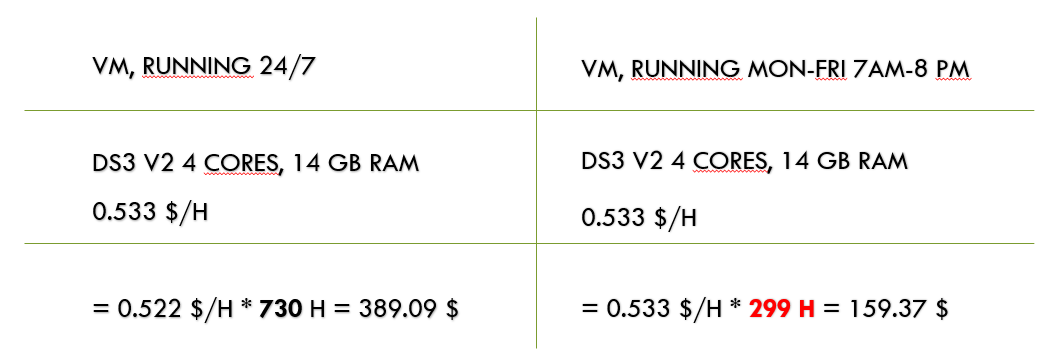 VM, RUNNING 24/7
VM, RUNNING MON-FRI 7AM-8 PM
DS3 V2 4 CORES, 14 GB RAM
0.533 $/H
DS3 V2 4 CORES, 14 GB RAM
0.533 $/H
= 0.522 $/H * 730 H = 389.09 $
= 0.533 $/H * 299 H = 159.37 $